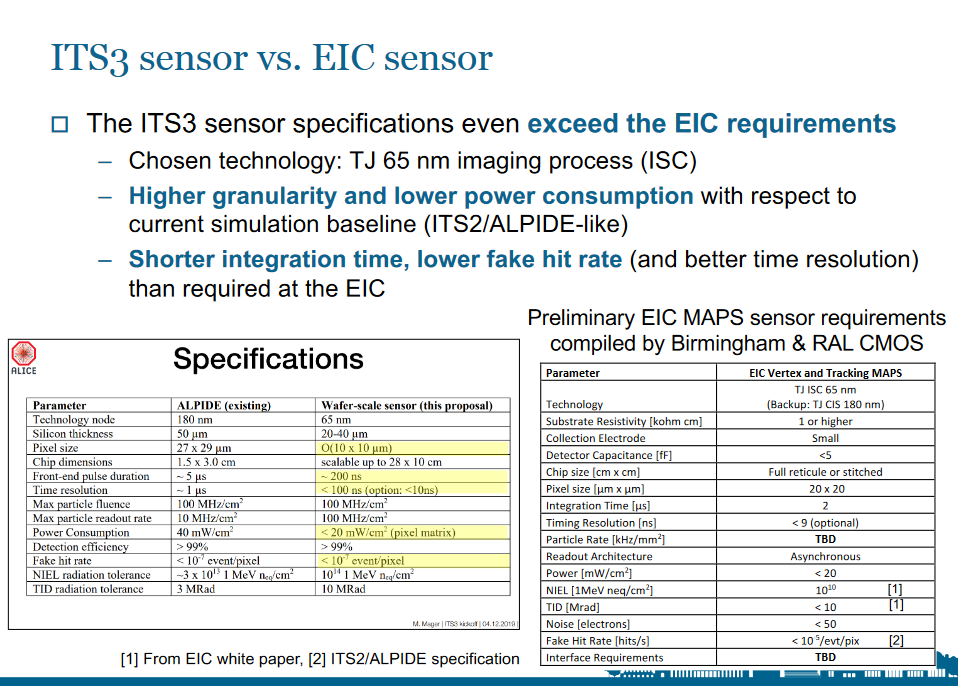 ITS3 sensor vs. EIC sensor
The ITS3 sensor specifications even exceed the EIC requirements
– Chosen technology: TJ 65 nm imaging process (ISC)
– Higher granularity and lower power consumption with respect to
current simulation baseline (ITS2/ALPIDE-like)
– Shorter integration time, lower fake hit rate (and better time resolution)
than required at the EIC
ALICE
Specifications
Parameter ALPIDE (existing) Wafer-scale sensor (this proposal)
Technology node 180 nm 65 nm
Silicon thickness 50 μm 20-40 μm
Pixel size 27 x 29 μm O(10 x 10 μm)
Chip dimensions 1.5 x 3.0 cm scalable up to 28 x 10 cm
Front-end pulse duration ~ 5 μs ~ 200 ns
Time resolution ~ 1 μs < 100 ns (option: <10ns)
Max particle fluence 100 MHz/cm² 100 MHz/cm²
Max particle readout rate 10 MHz/cm² 100 MHz/cm²
Power Consumption 40 mW/cm² < 20 mW/cm² (pixel matrix)
Detection efficiency > 99% > 99%
Fake hit rate < 10⁻⁷ event/pixel < 10⁻⁷ event/pixel
NIEL radiation tolerance ~3 x 10¹³ 1 MeV neq/cm² 10¹⁴ 1 MeV neq/cm²
TID radiation tolerance 3 MRad 10 MRad
M. Mager | ITS3 kickoff | 04.12.2019 |
Preliminary EIC MAPS sensor requirements
compiled by Birmingham & RAL CMOS
Parameter EIC Vertex and Tracking MAPS
TJ ISC 65 nm
Technology (Backup: TJ CIS 180 nm)
Substrate Resistivity [kohm cm] 1 or higher
Collection Electrode Small
Detector Capacitance [fF] <5
Chip size [cm x cm] Full reticule or stitched
Pixel size [μm x μm] 20 x 20
Integration Time [μs] 2
Timing Resolution [ns] < 9 (optional)
Particle Rate [kHz/mm²] TBD
Readout Architecture Asynchronous
Power [mW/cm²] < 20
NIEL [1MeV neq/cm²] 10¹⁰ [1]
TID [Mrad] < 10 [1]
Noise [electrons] < 50
Fake Hit Rate [hits/s] < 10⁻⁵/evt/pix [2]
Interface Requirements TBD
[1] From EIC white paper, [2] ITS2/ALPIDE specification